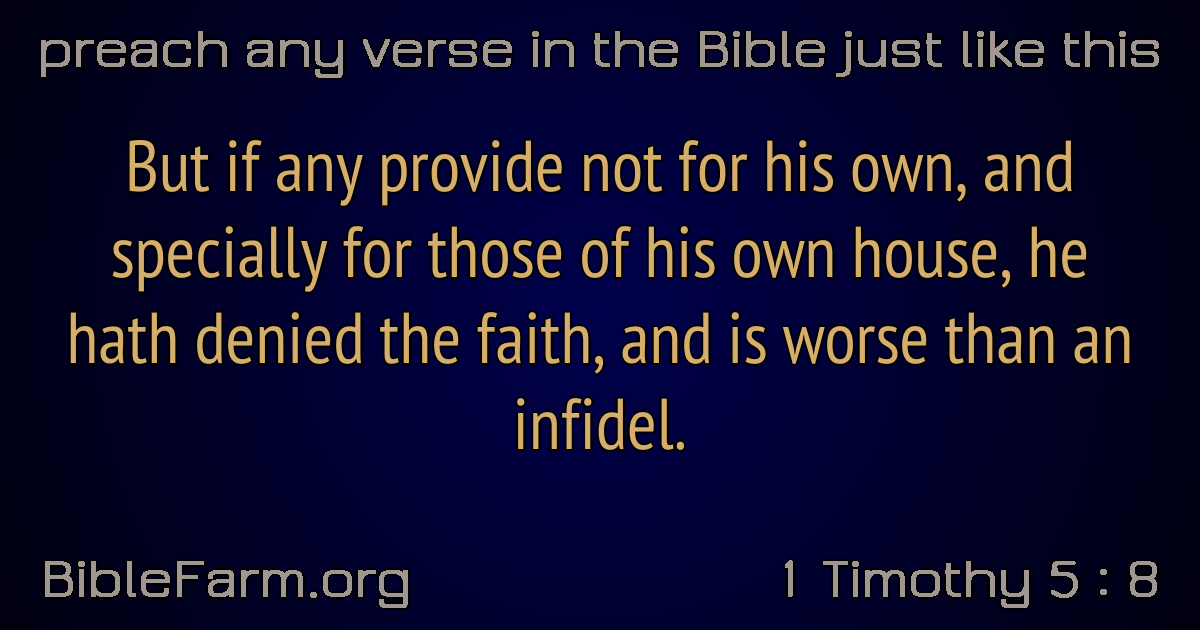 preach any verse in the Bible just like this
But if any provide not for his own, and
specially for those of his own house, he
hath denied the faith, and is worse than an
infidel.
BibleFarm.org
1 Timothy 5 : 8